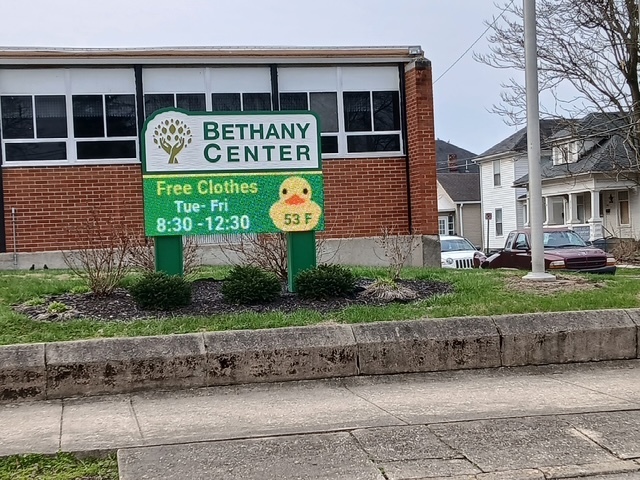 BETHANY
CENTER
Free Clothes
Tue- Fri
8:30 -12:30
53 F